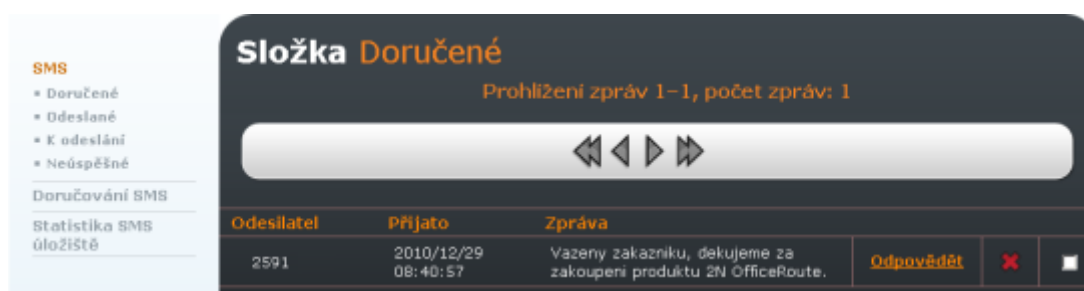 SMS
Doručené
Odeslané
K odeslání
Neúspěšné
Doručování SMS
Statistika SMS
úložiště
Složka Doručené
Prohlížení zpráv 1-1, počet zpráv: 1
Odesilatel Přijato Zpráva
2591 2010/12/29 08:40:57 Vazeny zakazniku, dekujeme za
zakoupeni produktu 2N OfficeRoute. Odpovědět